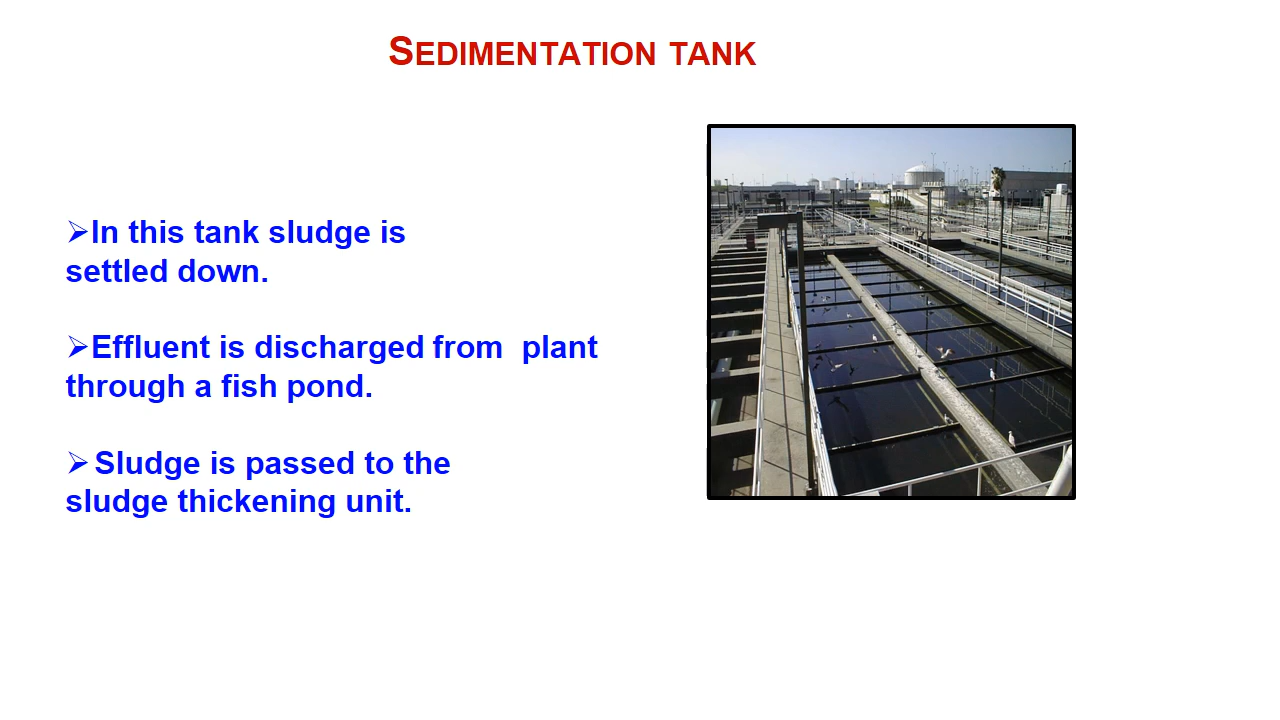 SEDIMENTATION TANK
➢In this tank sludge is
settled down.
➢Effluent is discharged from  plant
through a fish pond.
➢ Sludge is passed to the
sludge thickening unit.